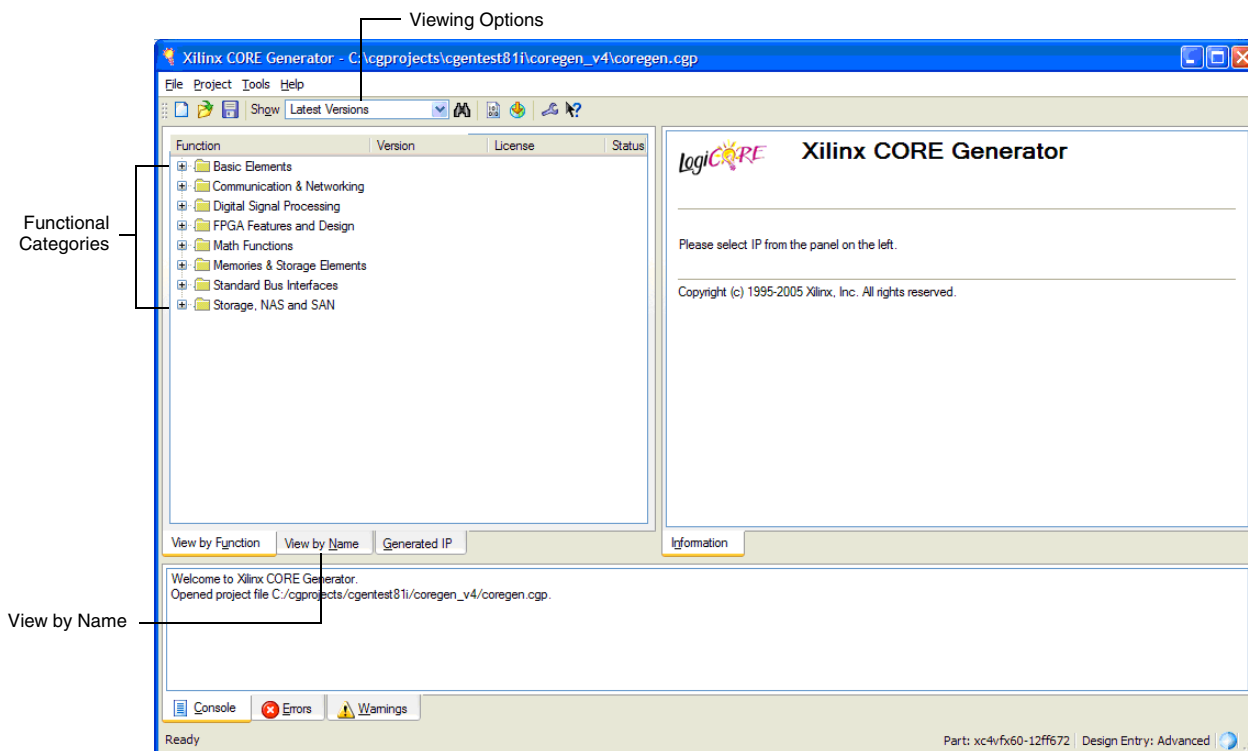 Viewing Options
Xilinx CORE Generator - C:\cgprojects\cgentest81i\coregen_v4\coregen.cgp
File Project Tools Help
Show Latest Versions
Function Version License Status
Basic Elements
Communication & Networking
Digital Signal Processing
FPGA Features and Design
Math Functions
Memories & Storage Elements
Standard Bus Interfaces
Storage, NAS and SAN
Functional
Categories
LogiCORE
Xilinx CORE Generator
Please select IP from the panel on the left.
Copyright (c) 1995-2005 Xilinx, Inc. All rights reserved.
View by Function View by Name Generated IP
Information
Welcome to Xilinx CORE Generator.
Opened project file C:/cgprojects/cgentest81i/coregen_v4/coregen.cgp.
View by Name
Console Errors Warnings
Ready
Part: xc4vfx60-12ff672 Design Entry: Advanced